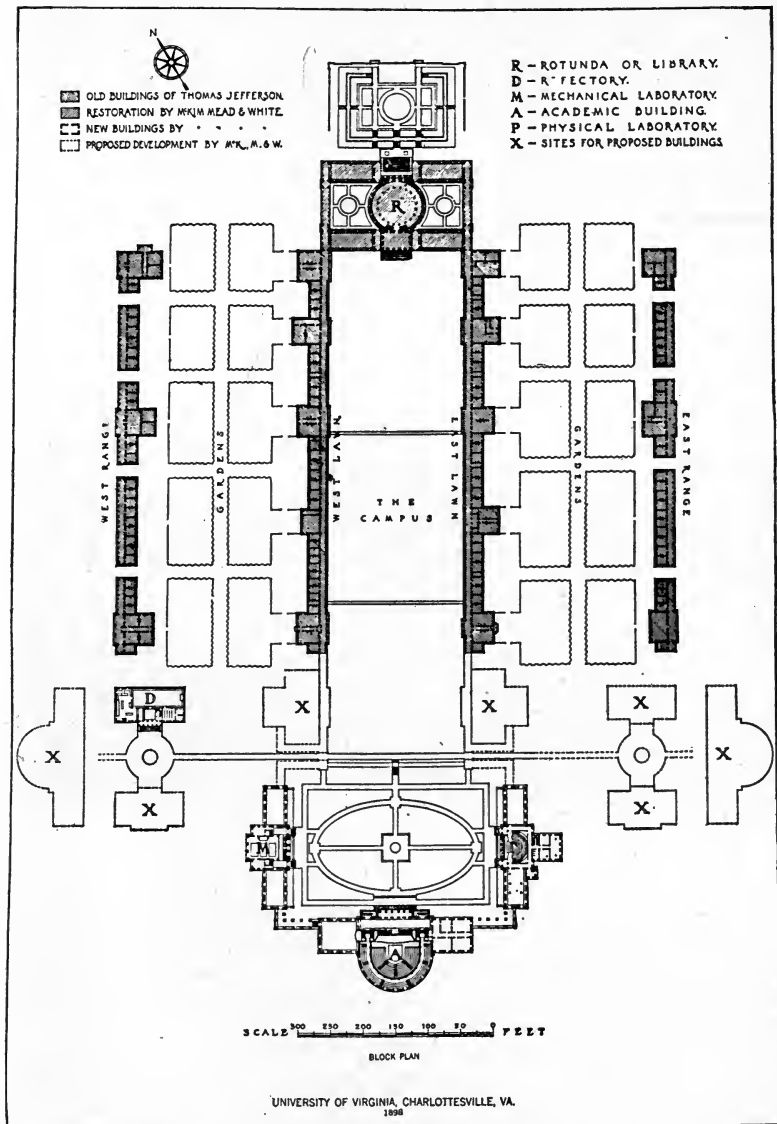 N
OLD BUILDINGS OF THOMAS JEFFERSON.
RESTORATION BY McKIM MEAD & WHITE.
NEW BUILDINGS BY " " " "
PROPOSED DEVELOPMENT BY McK., M. & W.
R – ROTUNDA OR LIBRARY.
D – R FECTORY.
M – MECHANICAL LABORATORY.
A – ACADEMIC BUILDING.
P – PHYSICAL LABORATORY.
X – SITES FOR PROPOSED BUILDINGS
R
WEST RANGE
GARDENS
WEST LAWN
THE
CAMPUS
EAST LAWN
GARDENS
EAST RANGE
D
X
X
X
X
X
X
X
M
A
SCALE 300 250 200 150 100 50 0 FEET
BLOCK PLAN
UNIVERSITY OF VIRGINIA, CHARLOTTESVILLE, VA.
1898